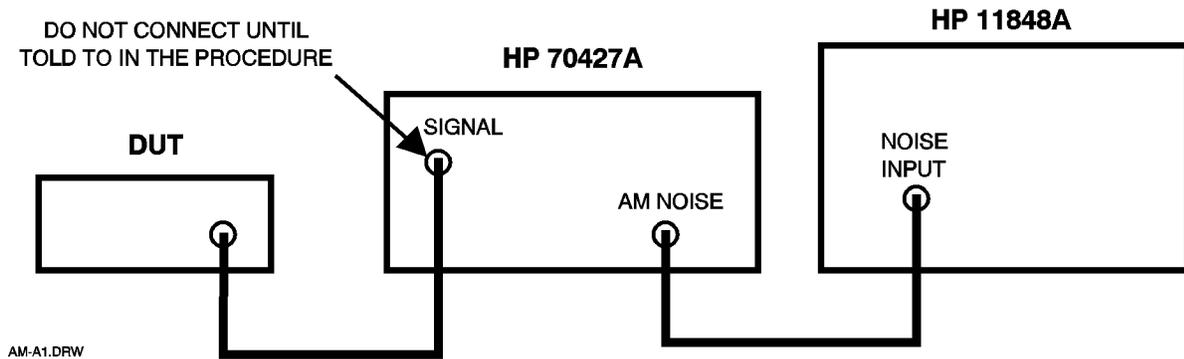 DO NOT CONNECT UNTIL
TOLD TO IN THE PROCEDURE
HP 70427A
HP 11848A
DUT
SIGNAL
AM NOISE
NOISE
INPUT
AM-A1.DRW